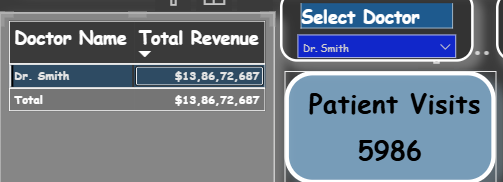 Doctor Name Total Revenue
Dr. Smith $13,86,72,687
Total $13,86,72,687
Select Doctor
Dr. Smith
Patient Visits
5986